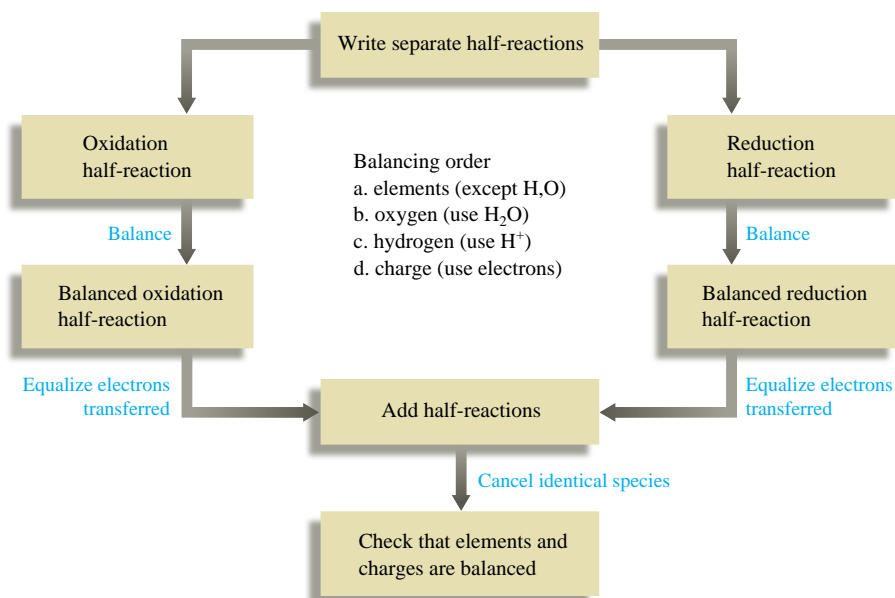 Write separate half-reactions
Oxidation
half-reaction
Reduction
half-reaction
Balancing order
a. elements (except H,O)
b. oxygen (use H₂O)
c. hydrogen (use H⁺)
d. charge (use electrons)
Balance
Balance
Balanced oxidation
half-reaction
Balanced reduction
half-reaction
Equalize electrons
transferred
Equalize electrons
transferred
Add half-reactions
Cancel identical species
Check that elements and
charges are balanced